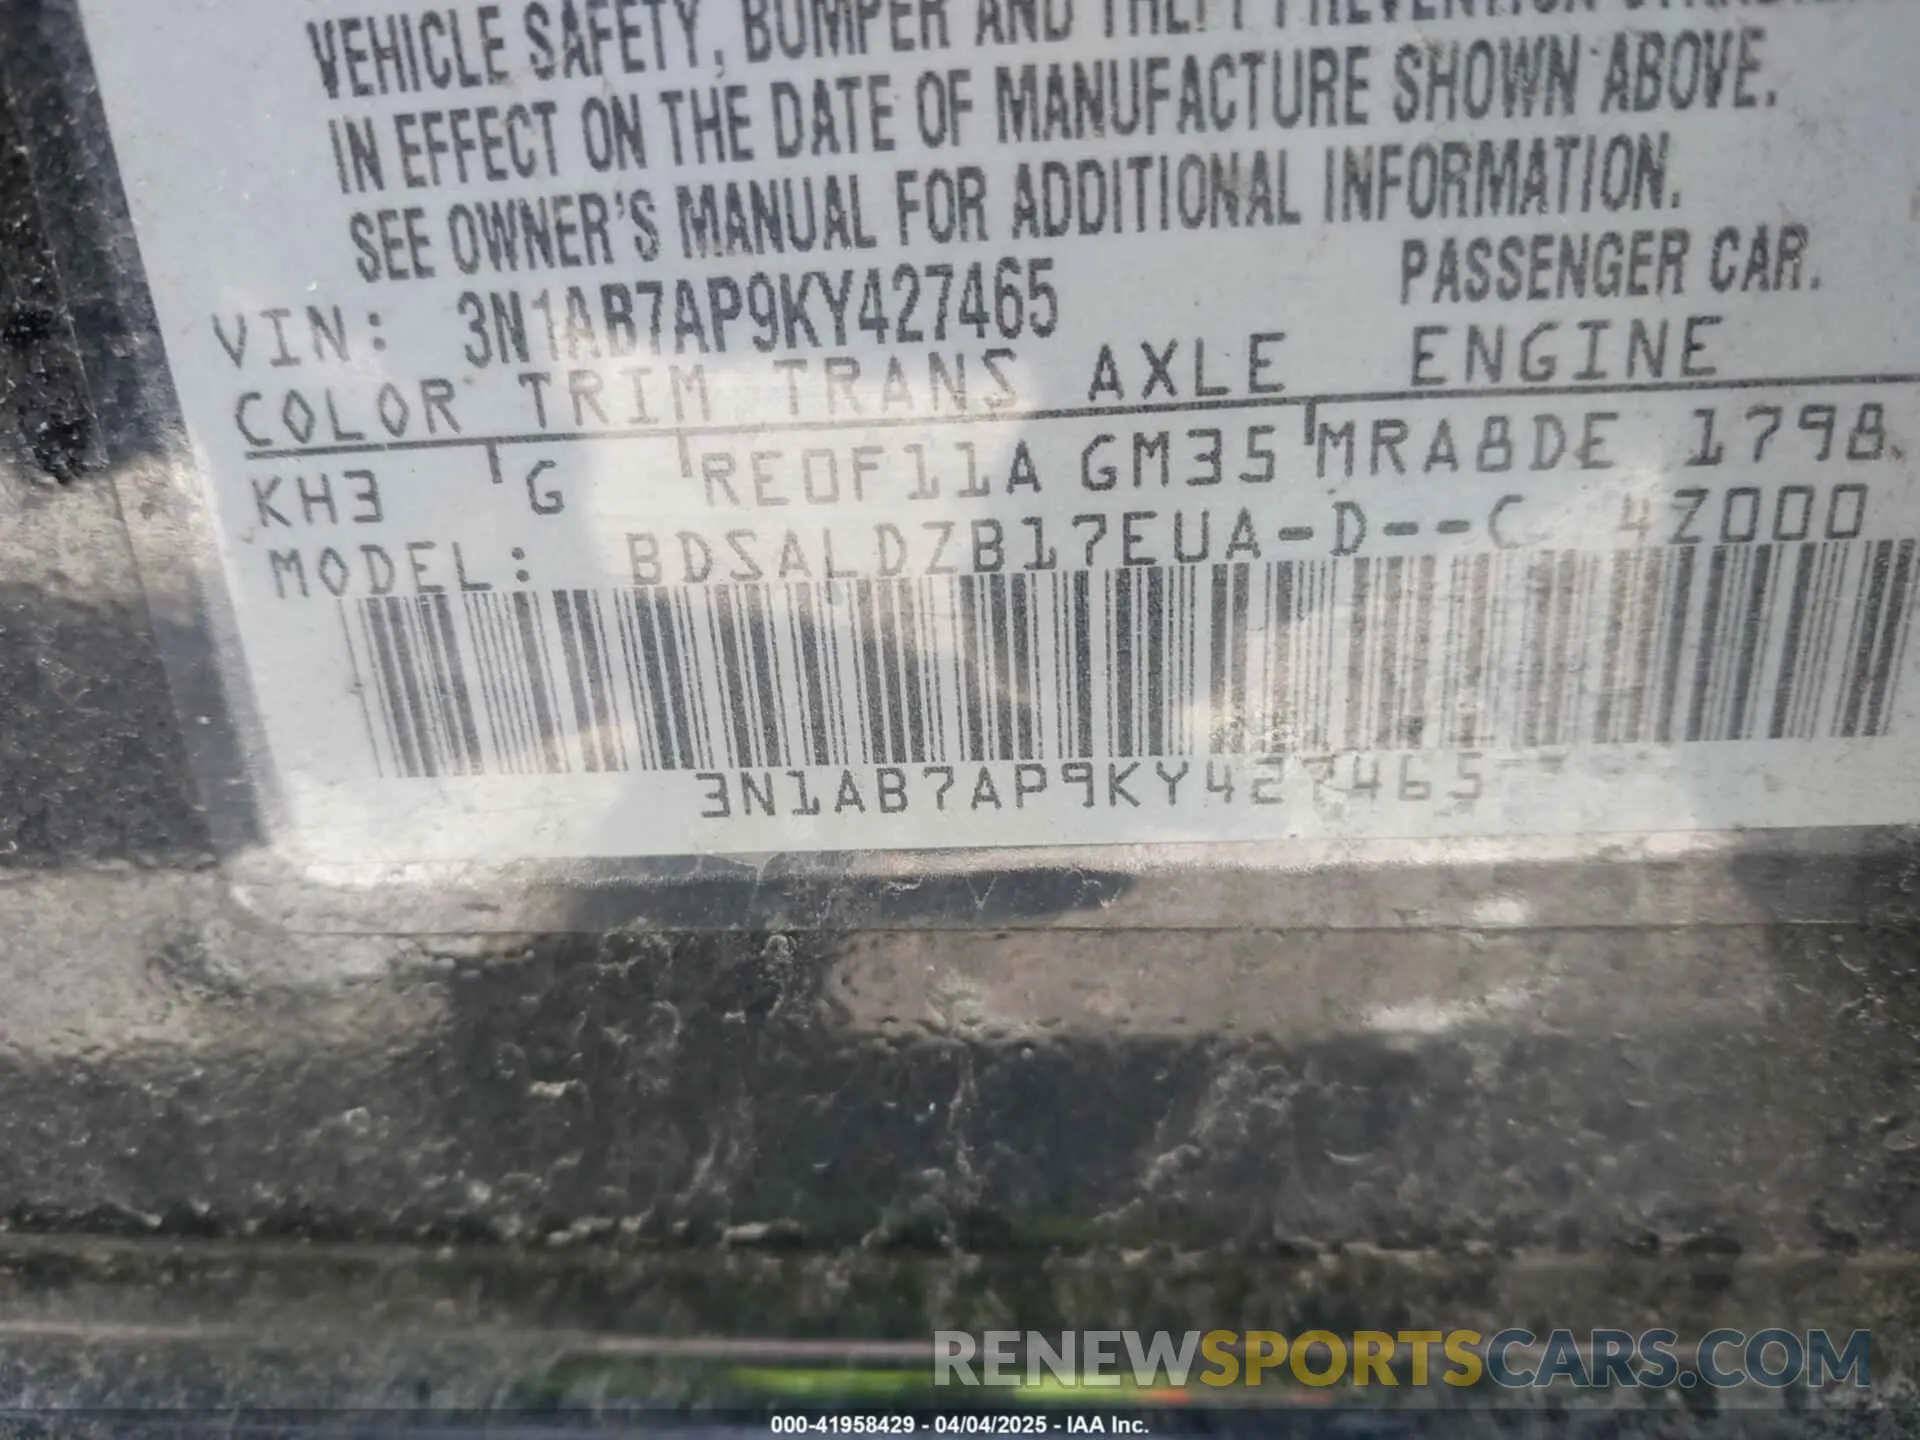 VEHICLE SAFETY, BUMPER AND THEFT PREVENTION
IN EFFECT ON THE DATE OF MANUFACTURE SHOWN ABOVE.
SEE OWNER'S MANUAL FOR ADDITIONAL INFORMATION.
VIN: 3N1AB7AP9KY427465 PASSENGER CAR.
COLOR TRIM TRANS AXLE ENGINE
KH3 G RE0F11A GM35 MRA8DE 1798.
MODEL: BDSALDZB17EUA-D--C 4Z000
3N1AB7AP9KY427465
RENEWSPORTSCARS.COM
000-41958429 - 04/04/2025 - IAA Inc.